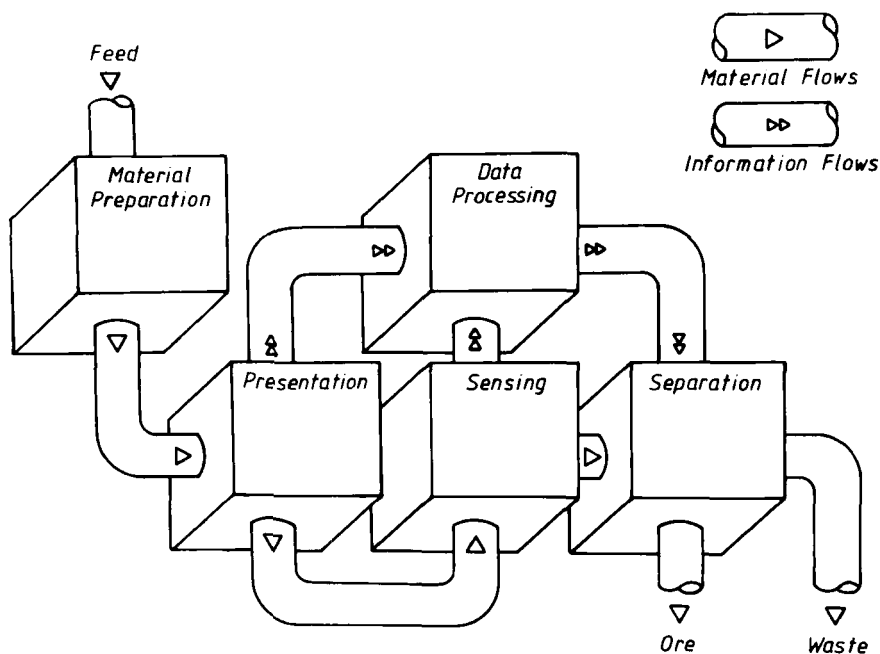 Feed
Material Flows
Information Flows
Material
Preparation
Data
Processing
Presentation
Sensing
Separation
Ore
Waste